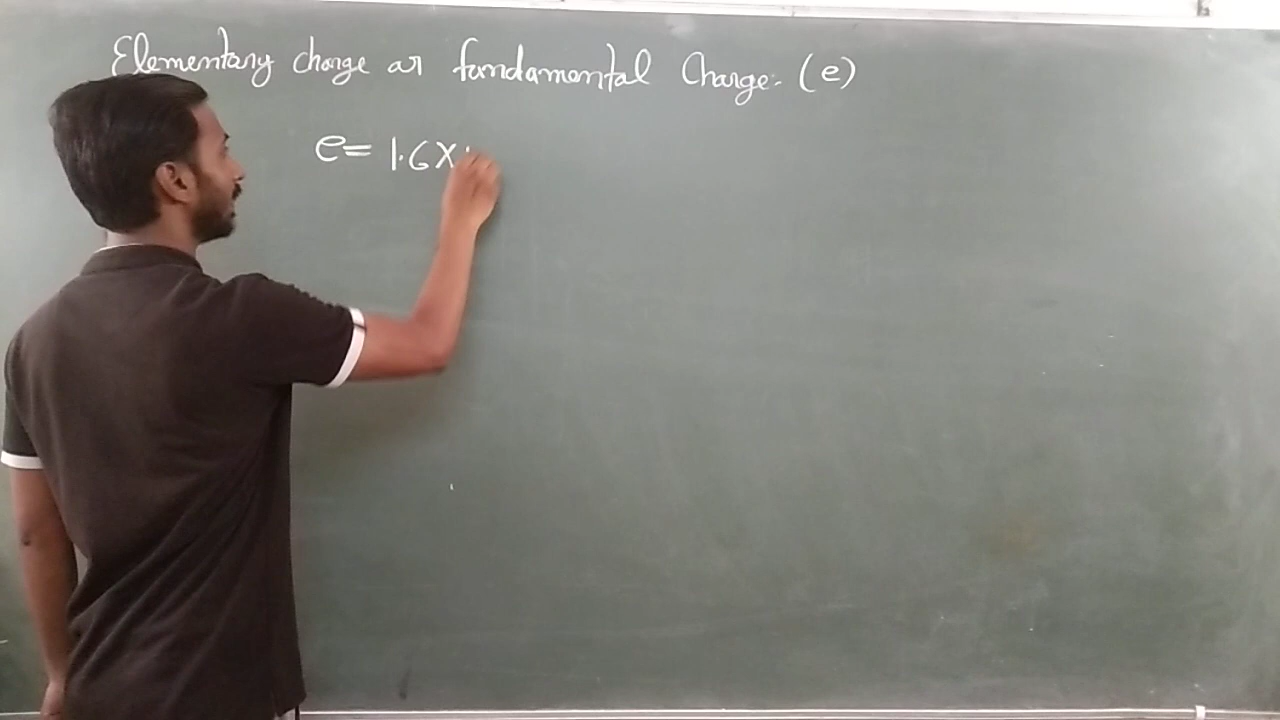 Elementary charge or fundamental Charge. (e)
e = 1.6 X